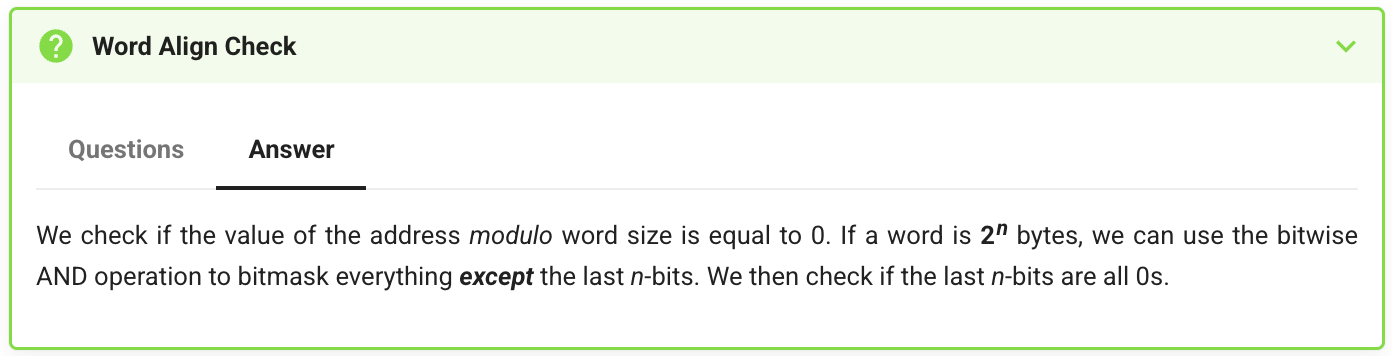 Word Align Check
Questions Answer
We check if the value of the address modulo word size is equal to 0. If a word is 2ⁿ bytes, we can use the bitwise
AND operation to bitmask everything except the last n-bits. We then check if the last n-bits are all 0s.